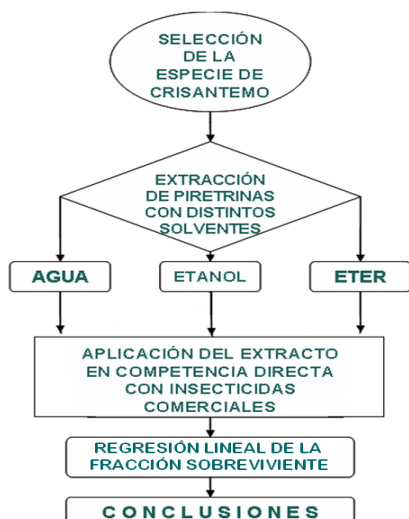 SELECCIÓN
DE LA
ESPECIE DE
CRISANTEMO
EXTRACCIÓN
DE PIRETRINAS
CON DISTINTOS
SOLVENTES
AGUA
ETANOL
ETER
APLICACIÓN DEL EXTRACTO
EN COMPETENCIA DIRECTA
CON INSECTICIDAS
COMERCIALES
REGRESIÓN LINEAL DE LA
FRACCIÓN SOBREVIVIENTE
CONCLUSIONES